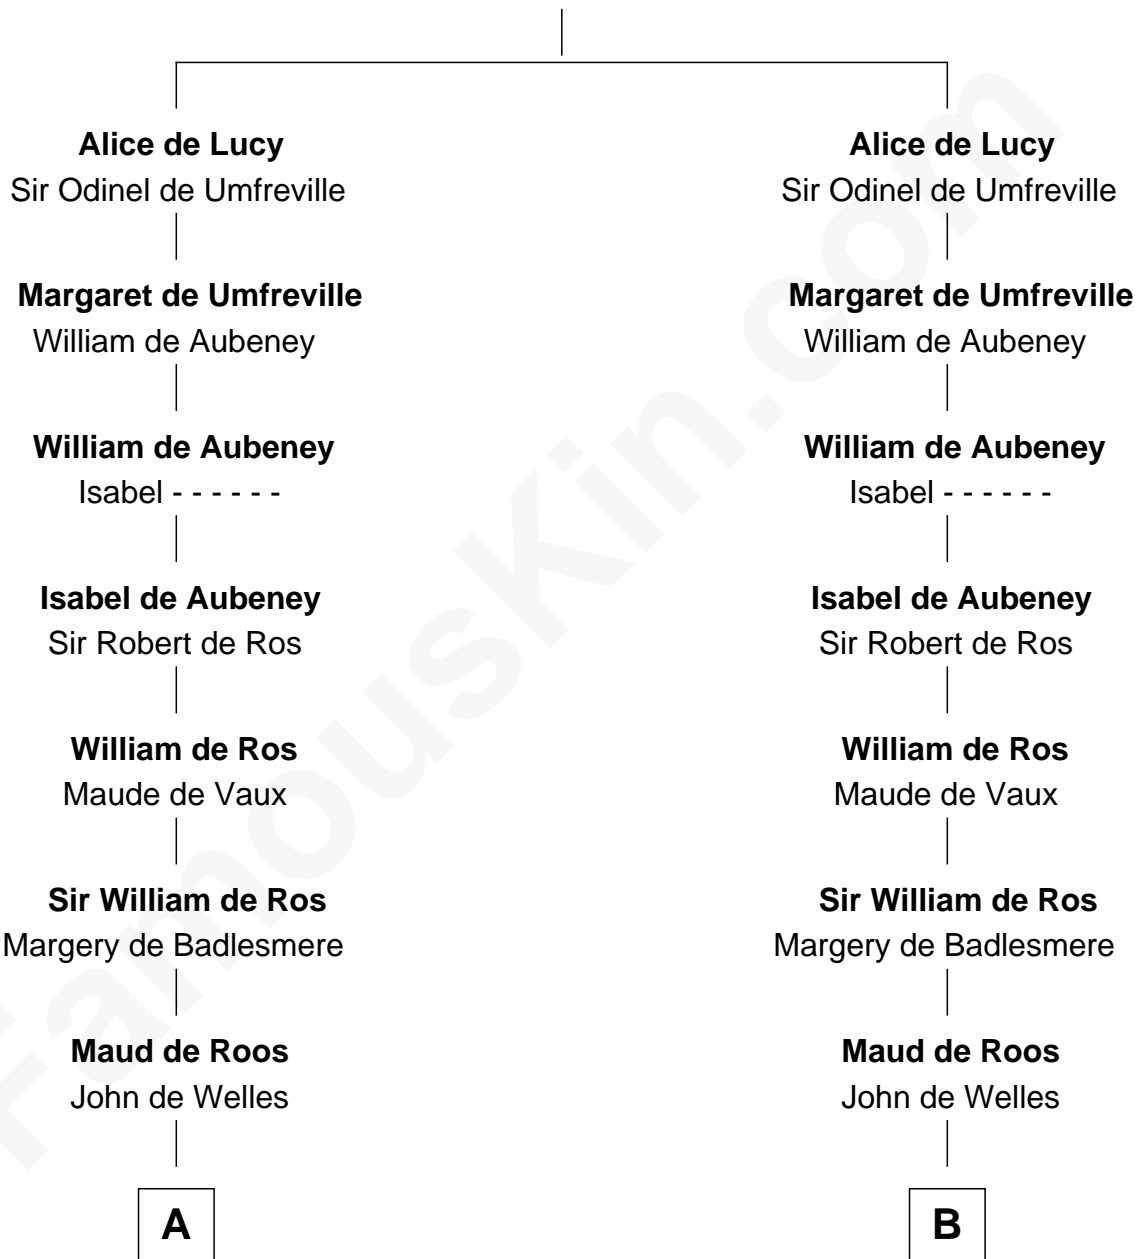 Alice de Lucy
Sir Odinel de Umfreville
Margaret de Umfreville
William de Aubeney
William de Aubeney
Isabel - - - - - -
Isabel de Aubeney
Sir Robert de Ros
William de Ros
Maude de Vaux
Sir William de Ros
Margery de Badlesmere
Maud de Roos
John de Welles
A
Alice de Lucy
Sir Odinel de Umfreville
Margaret de Umfreville
William de Aubeney
William de Aubeney
Isabel - - - - - -
Isabel de Aubeney
Sir Robert de Ros
William de Ros
Maude de Vaux
Sir William de Ros
Margery de Badlesmere
Maud de Roos
John de Welles
B
FamousKin.com